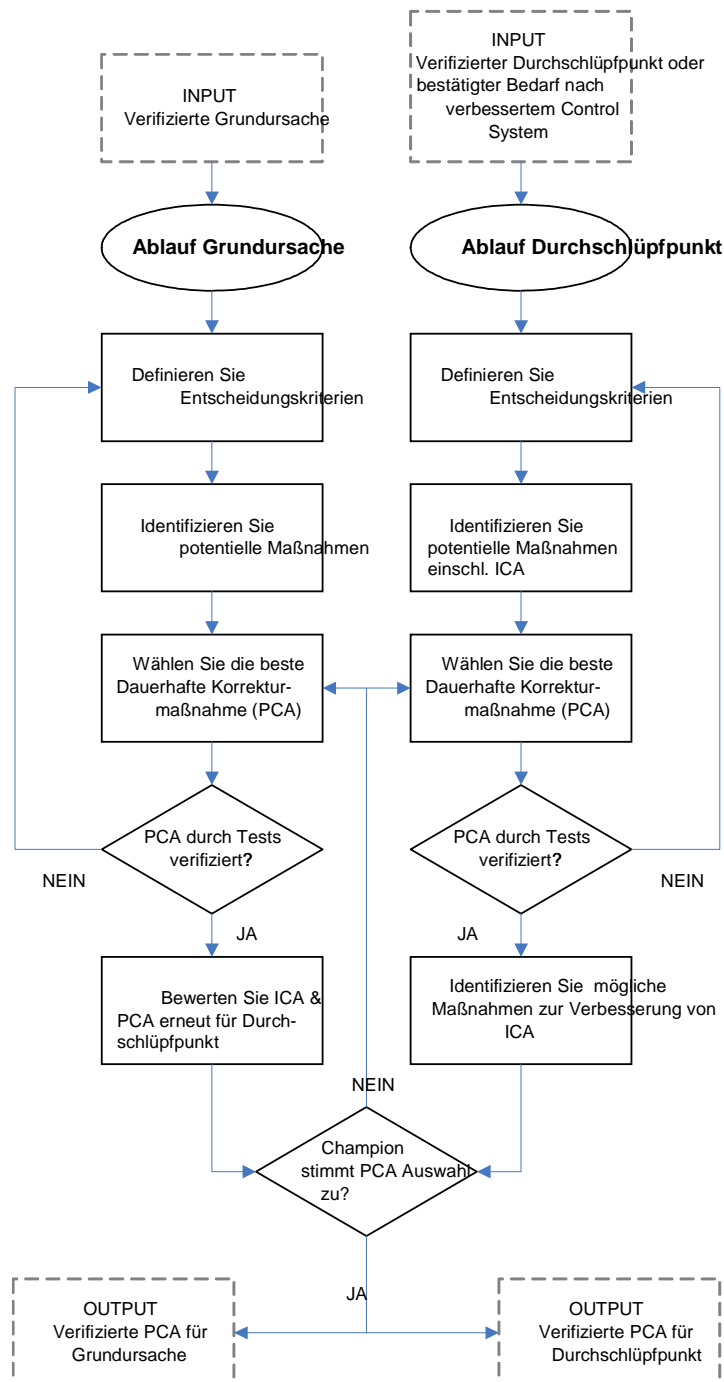 INPUT
Verifizierte Grundursache
INPUT
Verifizierter Durchschlüpfpunkt oder
bestätigter Bedarf nach
verbessertem Control
System
Ablauf Grundursache
Ablauf Durchschlüpfpunkt
Definieren Sie
Entscheidungskriterien
Definieren Sie
Entscheidungskriterien
Identifizieren Sie
potentielle Maßnahmen
Identifizieren Sie
potentielle Maßnahmen
einschl. ICA
Wählen Sie die beste
Dauerhafte Korrektur-
maßnahme (PCA)
Wählen Sie die beste
Dauerhafte Korrektur-
maßnahme (PCA)
PCA durch Tests
verifiziert?
PCA durch Tests
verifiziert?
NEIN
NEIN
JA
JA
Bewerten Sie ICA &
PCA erneut für Durch-
schlüpfpunkt
Identifizieren Sie mögliche
Maßnahmen zur Verbesserung von
ICA
NEIN
Champion
stimmt PCA Auswahl
zu?
JA
OUTPUT
Verifizierte PCA für
Grundursache
OUTPUT
Verifizierte PCA für
Durchschlüpfpunkt